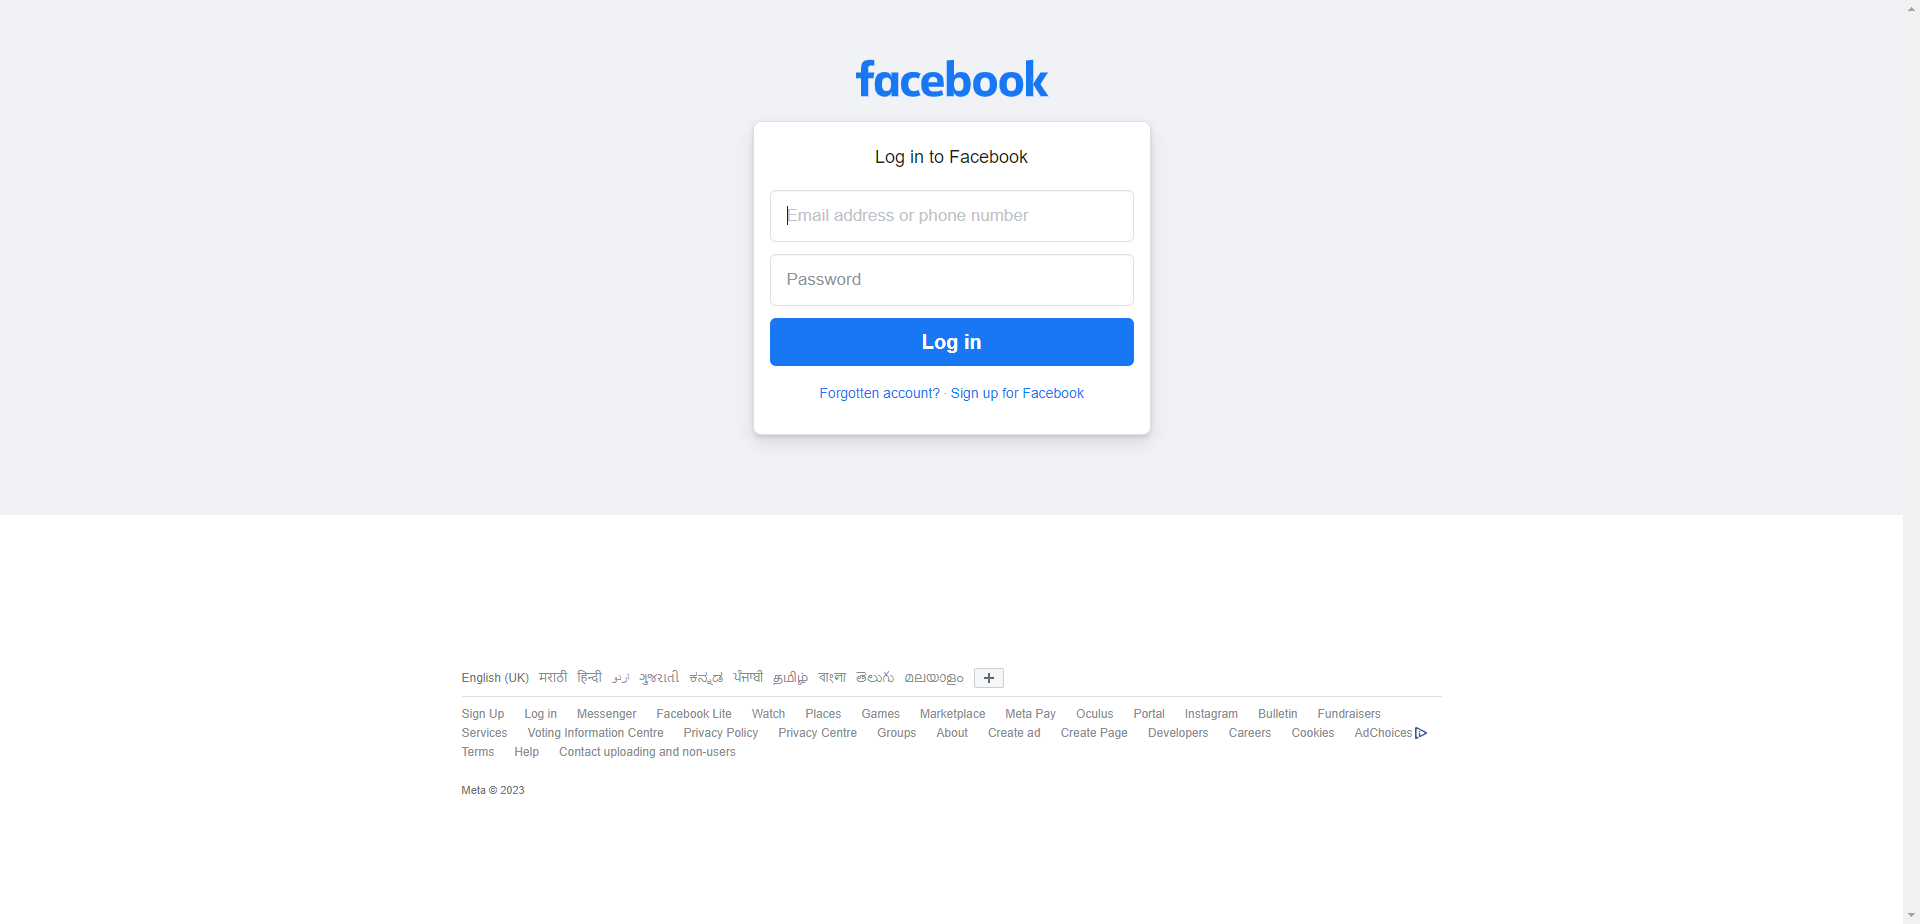 facebook
Log in to Facebook
Email address or phone number
Password
Log in
Forgotten account? · Sign up for Facebook
English (UK) मराठी हिन्दी اردو ગુજરાતી ಕನ್ನಡ ਪੰਜਾਬੀ தமிழ் বাংলা తెలుగు മലയാളം +
Sign Up Log in Messenger Facebook Lite Watch Places Games Marketplace Meta Pay Oculus Portal Instagram Bulletin Fundraisers
Services Voting Information Centre Privacy Policy Privacy Centre Groups About Create ad Create Page Developers Careers Cookies AdChoices
Terms Help Contact uploading and non-users
Meta © 2023